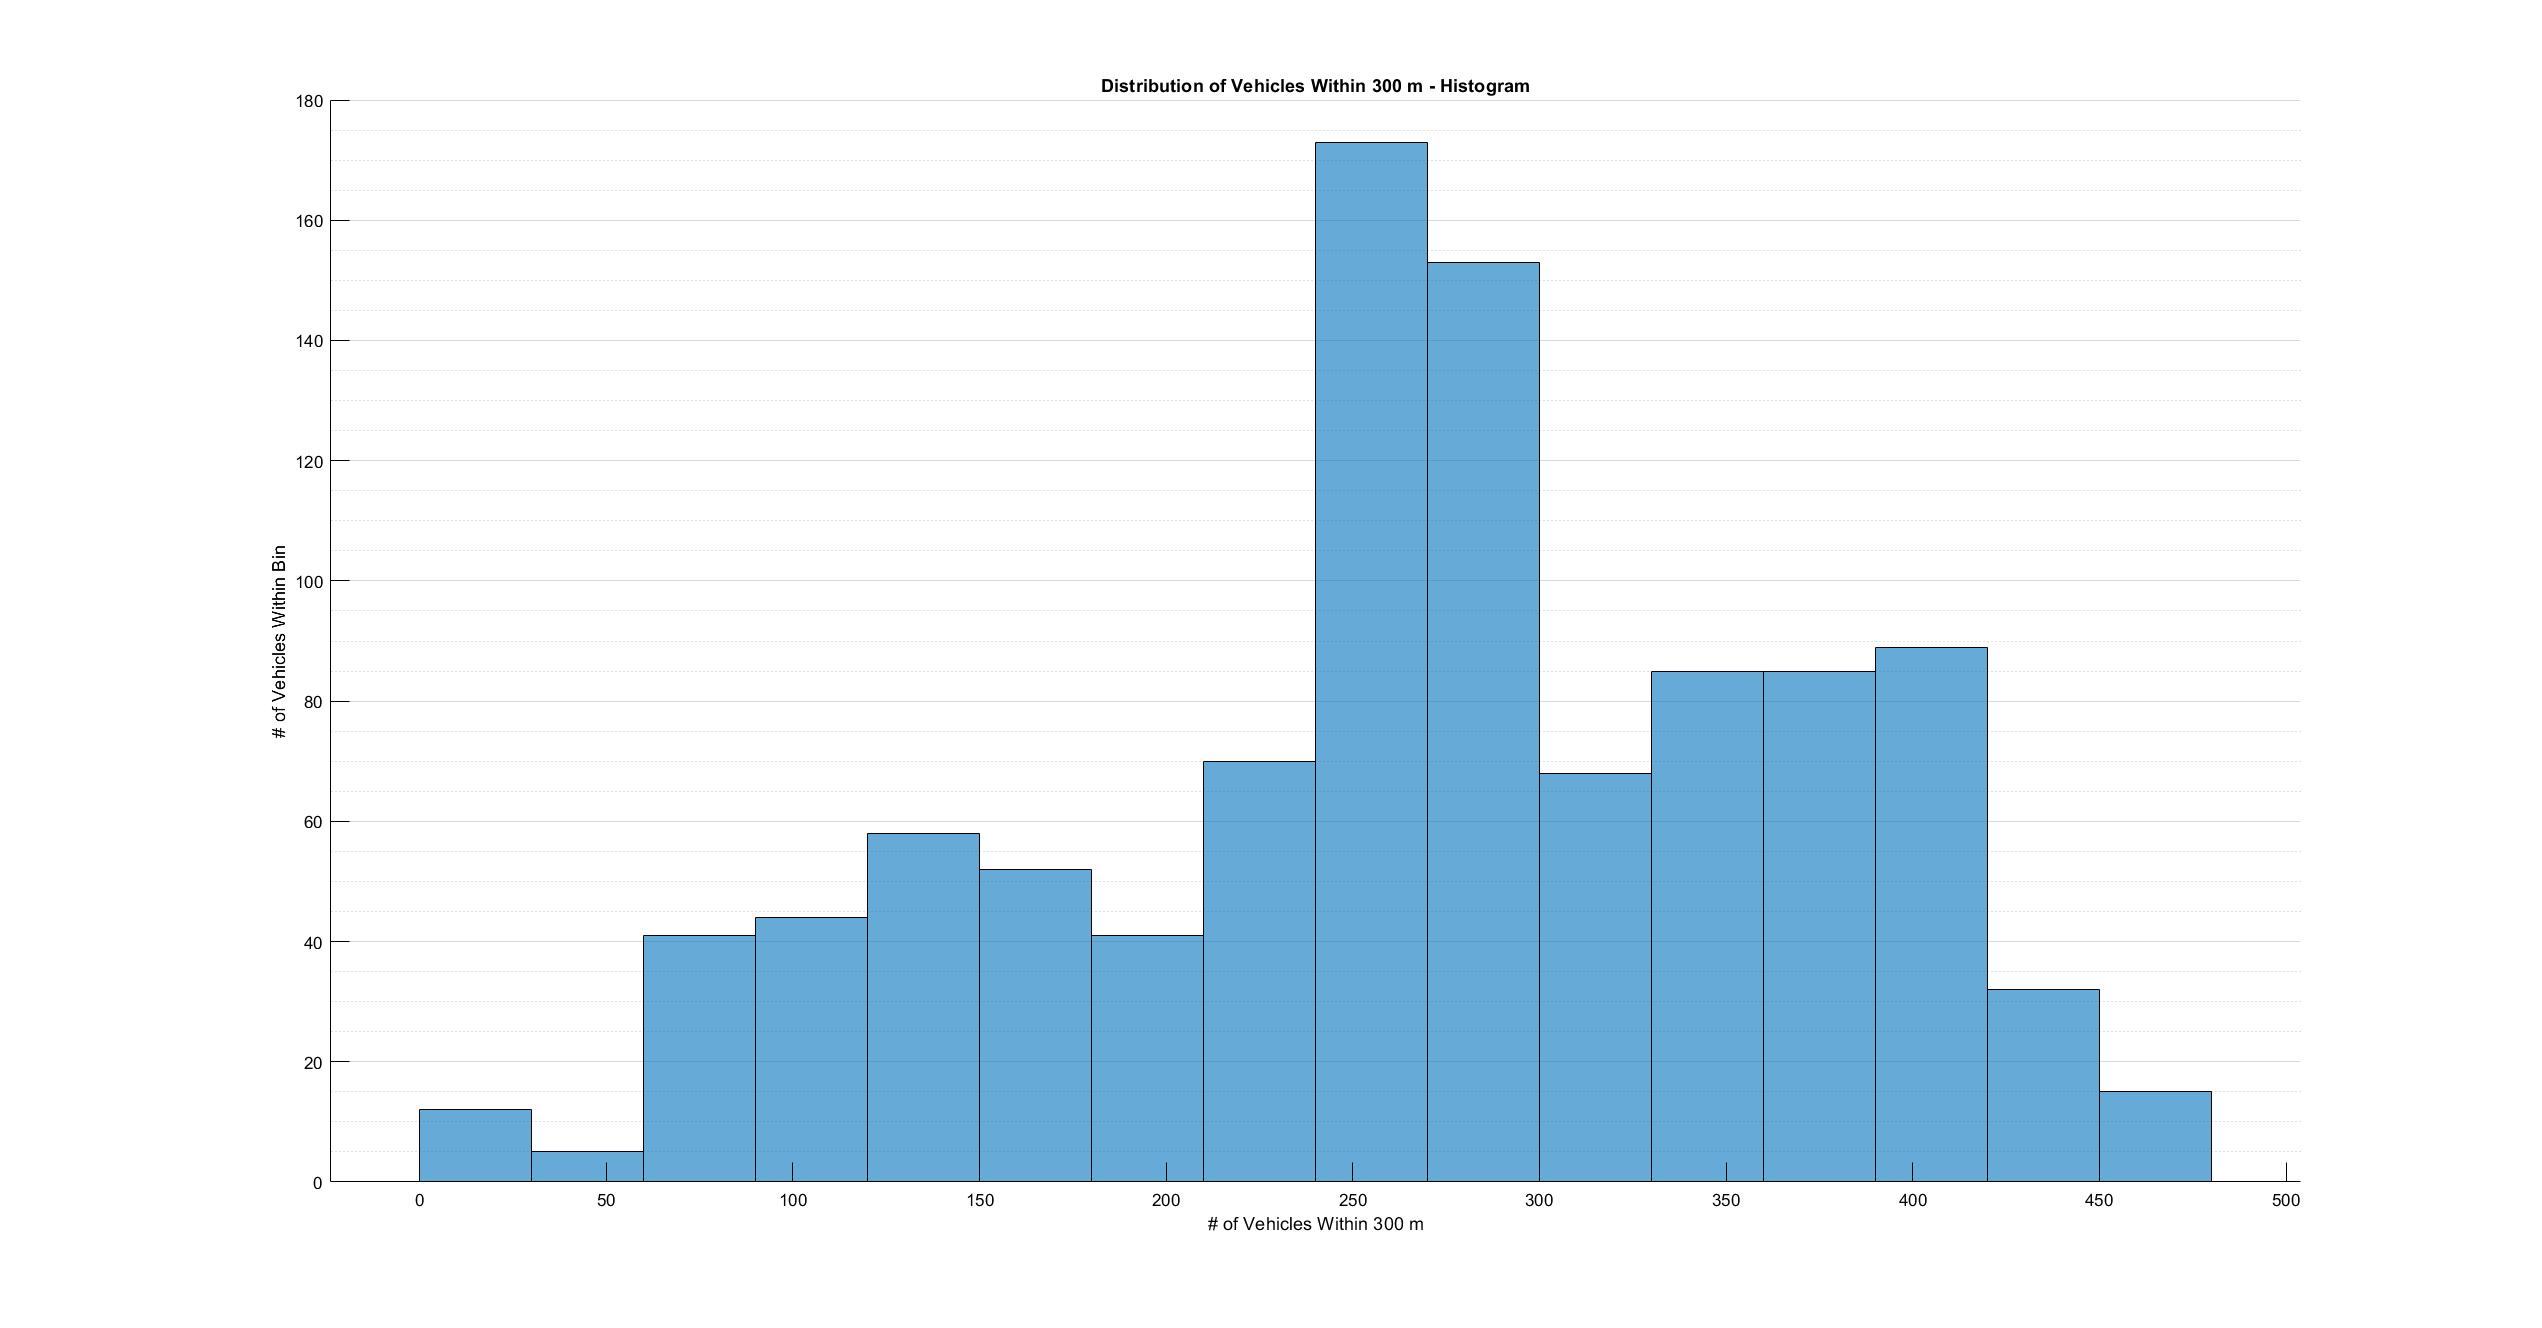 Distribution of Vehicles Within 300 m - Histogram
180
160
140
120
100
80
60
40
20
0
# of Vehicles Within Bin
0 50 100 150 200 250 300 350 400 450 500
# of Vehicles Within 300 m